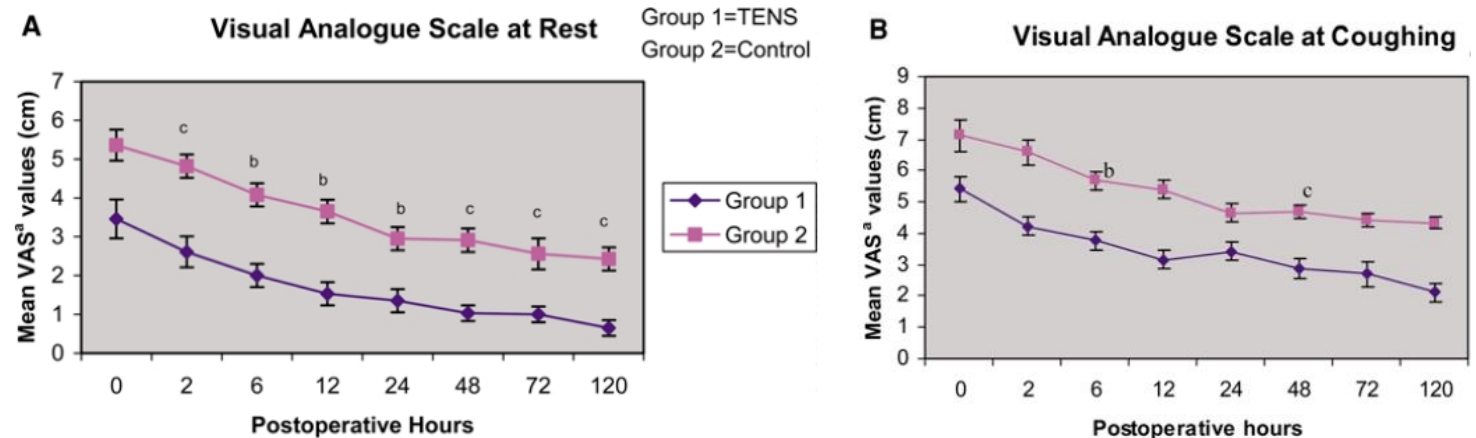 A
Visual Analogue Scale at Rest
Group 1=TENS
Group 2=Control
Mean VASª values (cm)
7
6
5
4
3
2
1
0
c
b
b
b
c
c
c
0 2 6 12 24 48 72 120
Postoperative Hours
Group 1
Group 2
B
Visual Analogue Scale at Coughing
Mean VASª values (cm)
9
8
7
6
5
4
3
2
1
0
b
c
0 2 6 12 24 48 72 120
Postoperative hours